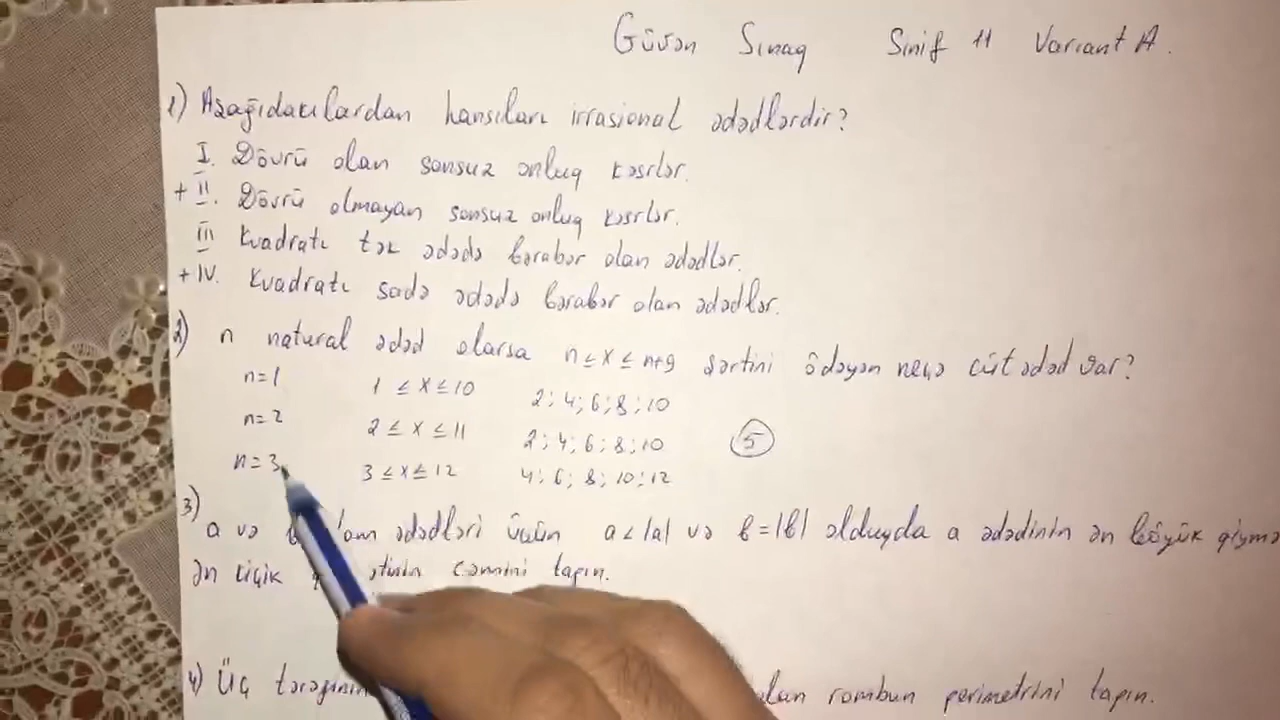 Güvən Sınaq Sinif 11 Variant A.
1) Aşağıdakılardan hansıları irrasional ədədlərdir?
I. Dövrü olan sonsuz onluq kəsrlər.
+ II. Dövrü olmayan sonsuz onluq kəsrlər.
III Kvadratı tək ədədə bərabər olan ədədlər.
+ IV. Kvadratı sadə ədədə bərabər olan ədədlər.
2) n natural ədəd olarsa n ≤ x ≤ n+9 şərtini ödəyən neçə cüt ədəd var?
n=1 1 ≤ x ≤ 10 2; 4; 6; 8; 10
n=2 2 ≤ x ≤ 11 2; 4; 6; 8; 10 5
n=3 3 ≤ x ≤ 12 4; 6; 8; 10; 12
3) a və b ədədləri üçün a < |a| və b = |b| olduqda a ədədinin ən böyük
ən kiçik cəmini tapın.
4) Üç rombun perimetrini tapın.